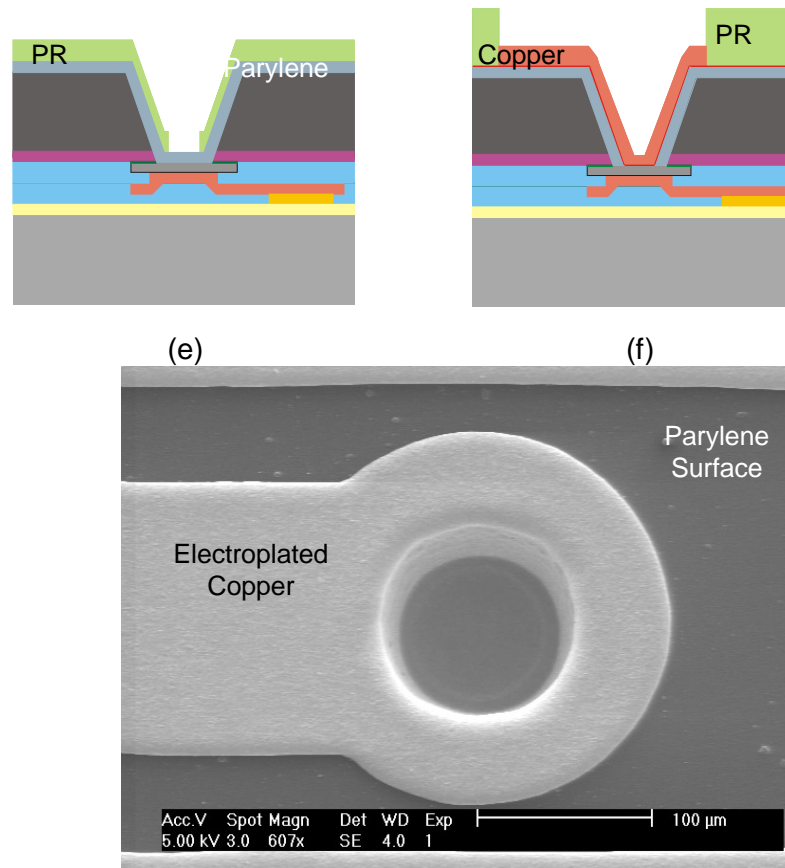 PR
Parylene
Copper
PR
(e)
(f)
Parylene
Surface
Electroplated
Copper
Acc.V Spot Magn Det WD Exp
5.00 kV 3.0 607x SE 4.0 1
100 µm